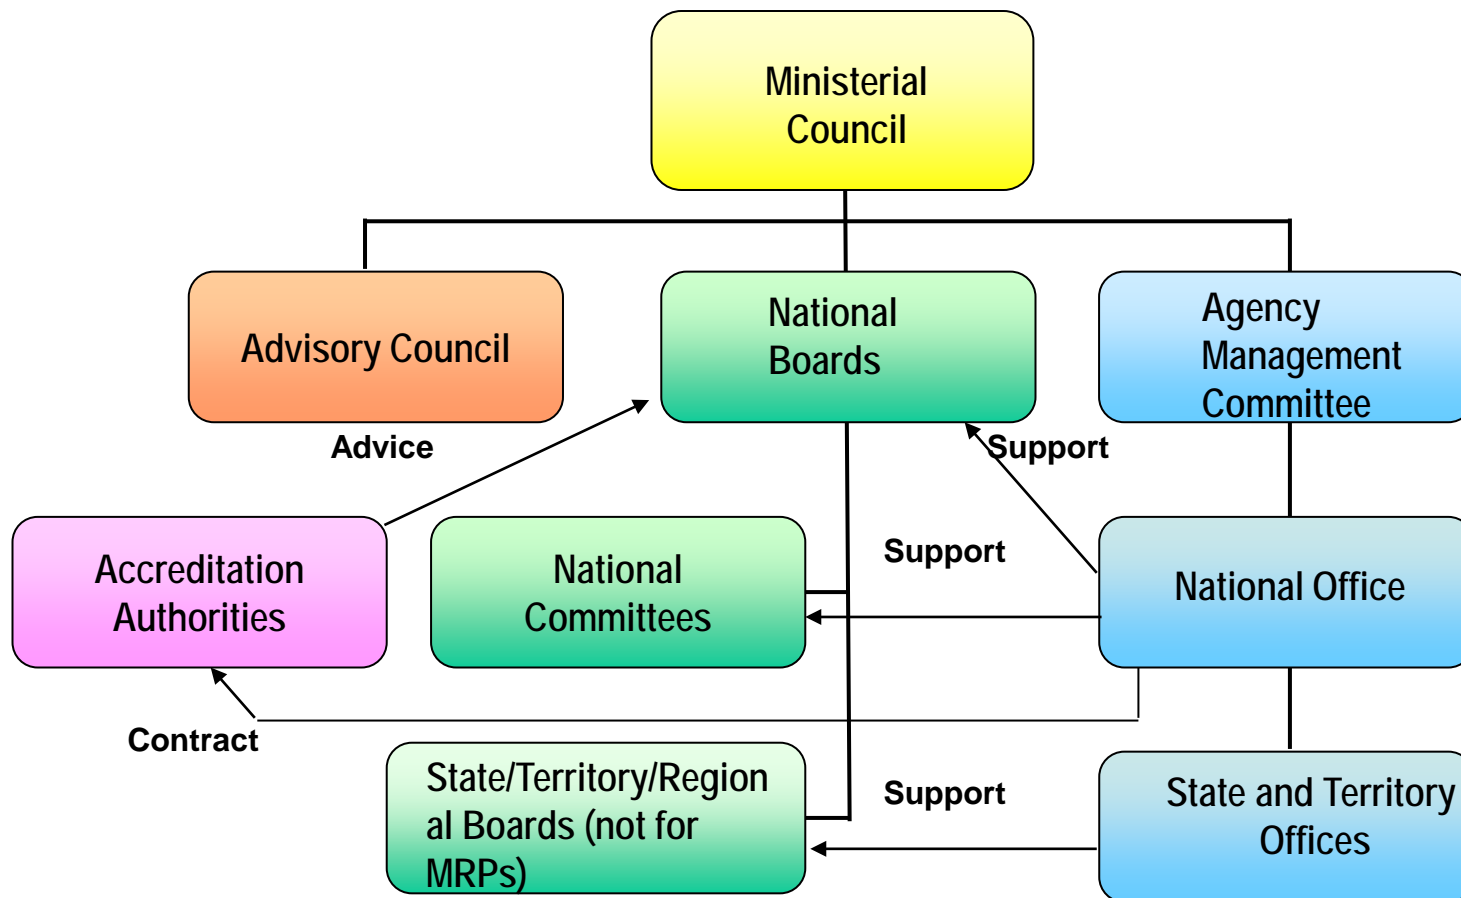 Ministerial
Council
Advisory Council
National
Boards
Agency
Management
Committee
Advice
Support
Accreditation
Authorities
National
Committees
Support
National Office
Contract
State/Territory/Region
al Boards (not for
MRPs)
Support
State and Territory
Offices